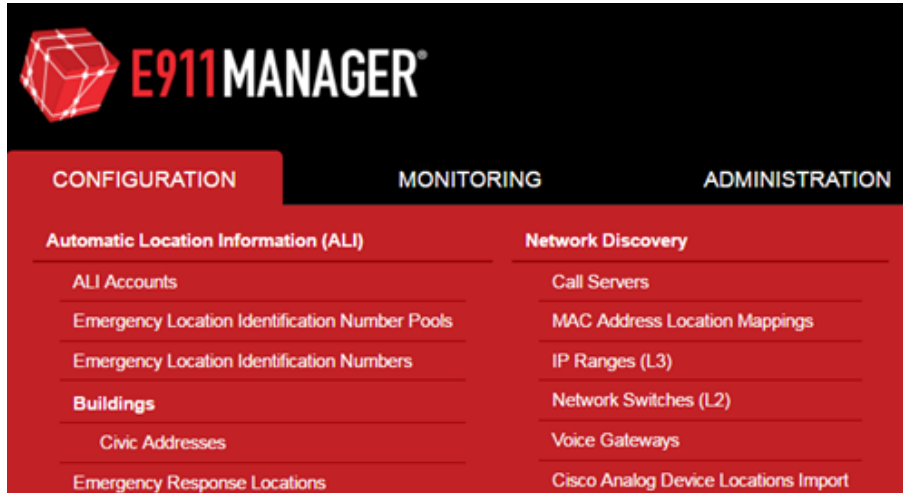 E911MANAGER®
CONFIGURATION MONITORING ADMINISTRATION
Automatic Location Information (ALI)
ALI Accounts
Emergency Location Identification Number Pools
Emergency Location Identification Numbers
Buildings
Civic Addresses
Emergency Response Locations
Network Discovery
Call Servers
MAC Address Location Mappings
IP Ranges (L3)
Network Switches (L2)
Voice Gateways
Cisco Analog Device Locations Import